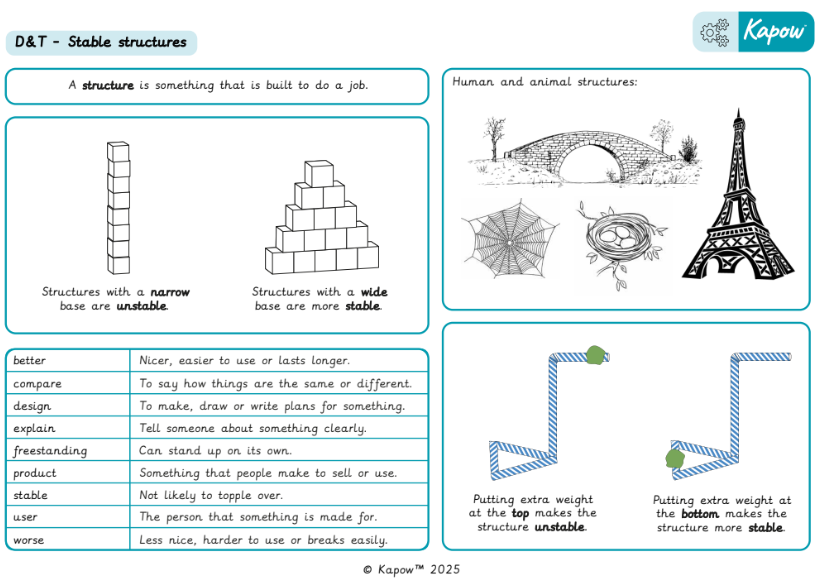 D&T - Stable structures
Kapow
A structure is something that is built to do a job.
Structures with a narrow
base are unstable.
Structures with a wide
base are more stable.
better Nicer, easier to use or lasts longer.
compare To say how things are the same or different.
design To make, draw or write plans for something.
explain Tell someone about something clearly.
freestanding Can stand up on its own.
product Something that people make to sell or use.
stable Not likely to topple over.
user The person that something is made for.
worse Less nice, harder to use or breaks easily.
Human and animal structures:
Putting extra weight
at the top makes the
structure unstable.
Putting extra weight at
the bottom makes the
structure more stable.
© Kapow™ 2025